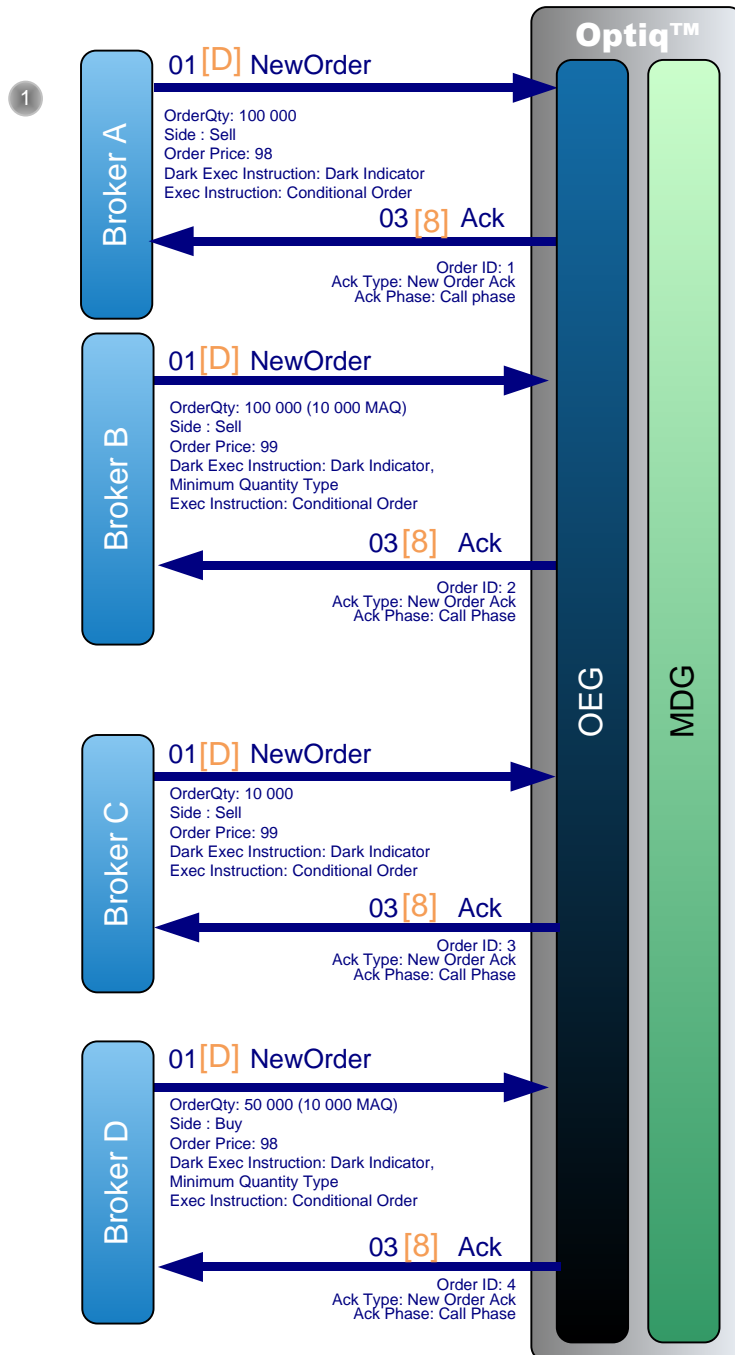 Optiq™
1
Broker A
01 [D] NewOrder
OrderQty: 100 000
Side : Sell
Order Price: 98
Dark Exec Instruction: Dark Indicator
Exec Instruction: Conditional Order
03 [8] Ack
Order ID: 1
Ack Type: New Order Ack
Ack Phase: Call phase
Broker B
01 [D] NewOrder
OrderQty: 100 000 (10 000 MAQ)
Side : Sell
Order Price: 99
Dark Exec Instruction: Dark Indicator,
Minimum Quantity Type
Exec Instruction: Conditional Order
03 [8] Ack
Order ID: 2
Ack Type: New Order Ack
Ack Phase: Call Phase
OEG
MDG
Broker C
01 [D] NewOrder
OrderQty: 10 000
Side : Sell
Order Price: 99
Dark Exec Instruction: Dark Indicator
Exec Instruction: Conditional Order
03 [8] Ack
Order ID: 3
Ack Type: New Order Ack
Ack Phase: Call Phase
Broker D
01 [D] NewOrder
OrderQty: 50 000 (10 000 MAQ)
Side : Buy
Order Price: 98
Dark Exec Instruction: Dark Indicator,
Minimum Quantity Type
Exec Instruction: Conditional Order
03 [8] Ack
Order ID: 4
Ack Type: New Order Ack
Ack Phase: Call Phase